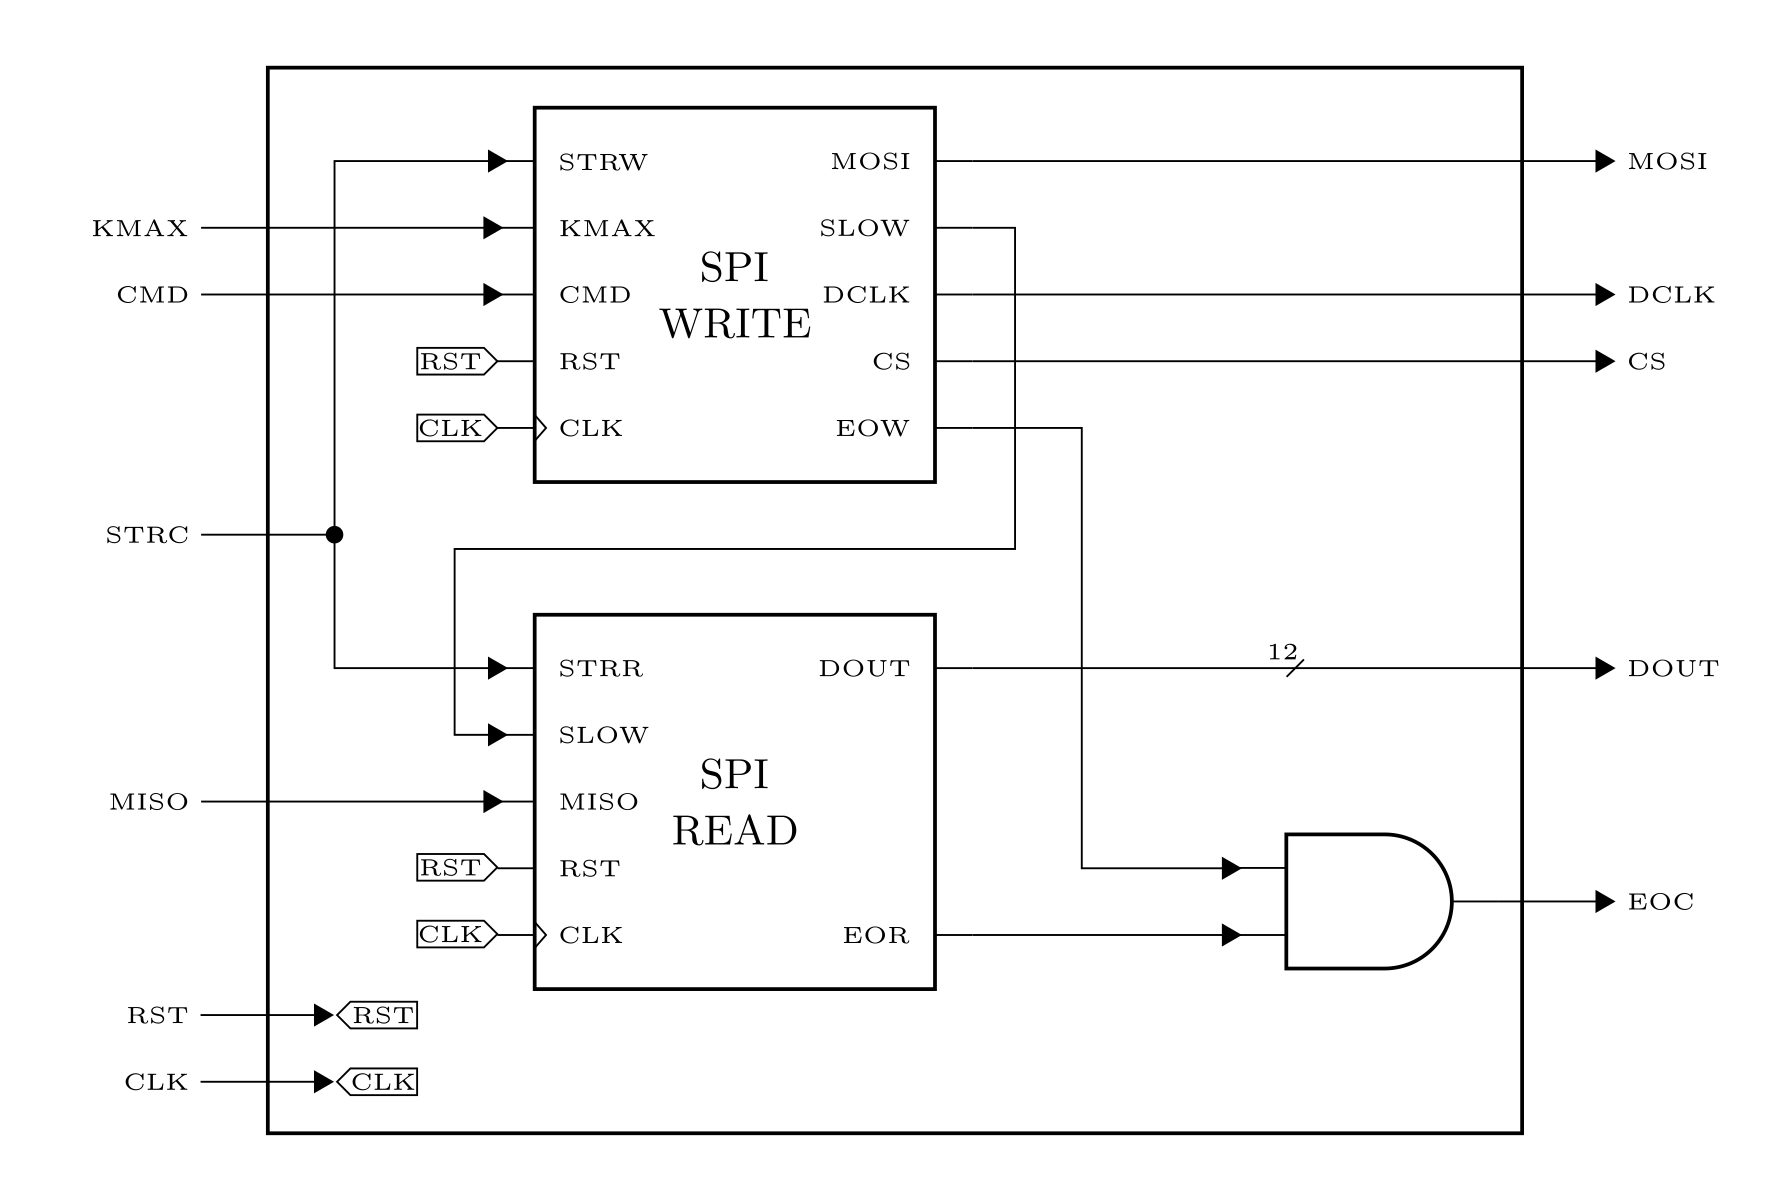 STRW
MOSI
MOSI
KMAX
KMAX
SLOW
SPI
WRITE
CMD
CMD
DCLK
DCLK
RST
RST
CS
CS
CLK
CLK
EOW
STRC
STRR
DOUT
12
DOUT
SLOW
SPI
READ
MISO
MISO
RST
RST
EOC
CLK
CLK
EOR
RST
RST
CLK
CLK